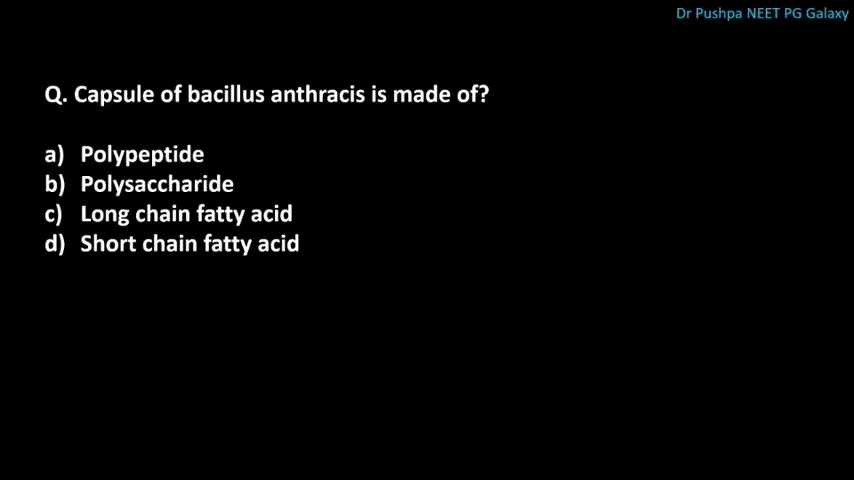 Dr Pushpa NEET PG Galaxy
Q. Capsule of bacillus anthracis is made of?
a) Polypeptide
b) Polysaccharide
c) Long chain fatty acid
d) Short chain fatty acid